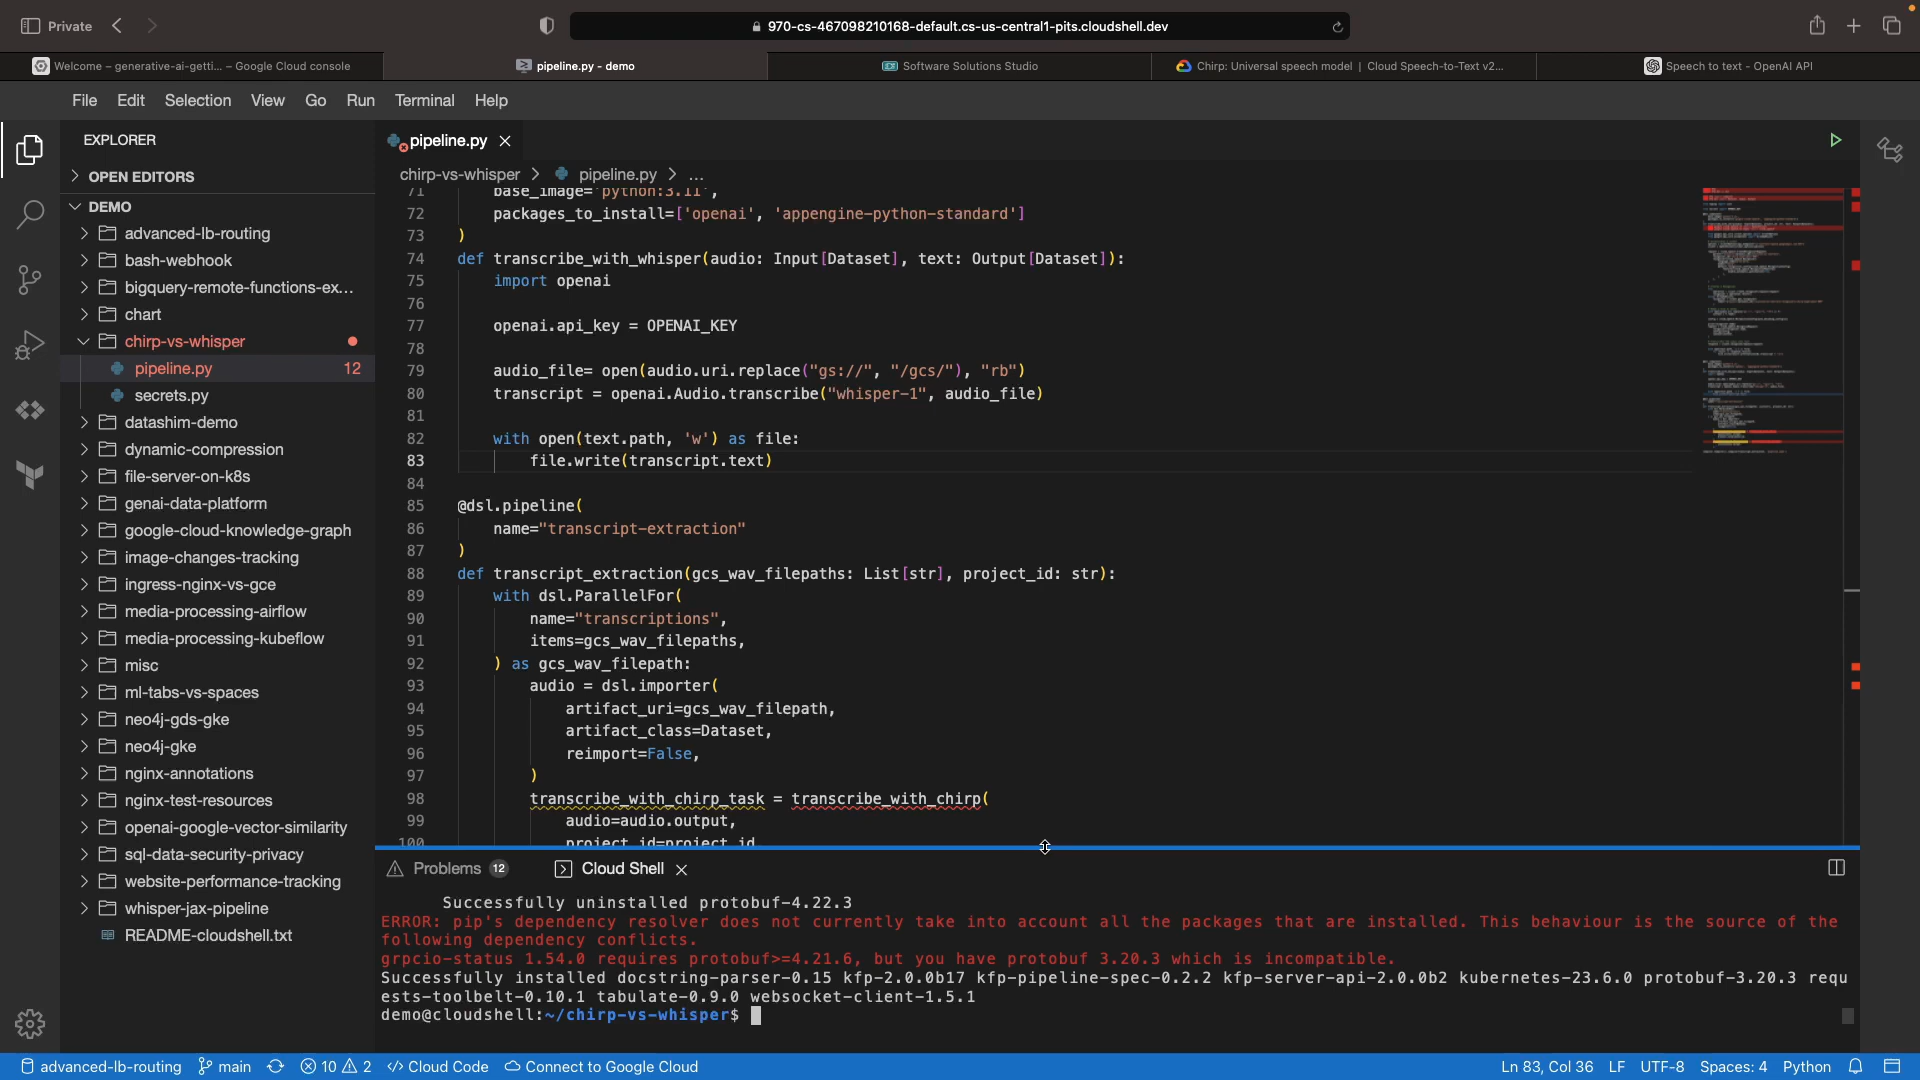 Private
970-cs-467098210168-default.cs-us-central1-pits.cloudshell.dev
Welcome – generative-ai-getti... – Google Cloud console
pipeline.py - demo
Software Solutions Studio
Chirp: Universal speech model | Cloud Speech-to-Text v2...
Speech to text - OpenAI API
File Edit Selection View Go Run Terminal Help
EXPLORER
OPEN EDITORS
DEMO
advanced-lb-routing
bash-webhook
bigquery-remote-functions-ex...
chart
chirp-vs-whisper
pipeline.py 12
secrets.py
datashim-demo
dynamic-compression
file-server-on-k8s
genai-data-platform
google-cloud-knowledge-graph
image-changes-tracking
ingress-nginx-vs-gce
media-processing-airflow
media-processing-kubeflow
misc
ml-tabs-vs-spaces
neo4j-gds-gke
neo4j-gke
nginx-annotations
nginx-test-resources
openai-google-vector-similarity
sql-data-security-privacy
website-performance-tracking
whisper-jax-pipeline
README-cloudshell.txt
pipeline.py
chirp-vs-whisper > pipeline.py > ...
71 base_image='python:3.11',
72 packages_to_install=['openai', 'appengine-python-standard']
73 )
74 def transcribe_with_whisper(audio: Input[Dataset], text: Output[Dataset]):
75 import openai
76
77 openai.api_key = OPENAI_KEY
78
79 audio_file= open(audio.uri.replace("gs://", "/gcs/"), "rb")
80 transcript = openai.Audio.transcribe("whisper-1", audio_file)
81
82 with open(text.path, 'w') as file:
83 file.write(transcript.text)
84
85 @dsl.pipeline(
86 name="transcript-extraction"
87 )
88 def transcript_extraction(gcs_wav_filepaths: List[str], project_id: str):
89 with dsl.ParallelFor(
90 name="transcriptions",
91 items=gcs_wav_filepaths,
92 ) as gcs_wav_filepath:
93 audio = dsl.importer(
94 artifact_uri=gcs_wav_filepath,
95 artifact_class=Dataset,
96 reimport=False,
97 )
98 transcribe_with_chirp_task = transcribe_with_chirp(
99 audio=audio.output,
100 project_id=project_id
Problems 12
Cloud Shell
Successfully uninstalled protobuf-4.22.3
ERROR: pip's dependency resolver does not currently take into account all the packages that are installed. This behaviour is the source of the
following dependency conflicts.
grpcio-status 1.54.0 requires protobuf>=4.21.6, but you have protobuf 3.20.3 which is incompatible.
Successfully installed docstring-parser-0.15 kfp-2.0.0b17 kfp-pipeline-spec-0.2.2 kfp-server-api-2.0.0b2 kubernetes-23.6.0 protobuf-3.20.3 requ
ests-toolbelt-0.10.1 tabulate-0.9.0 websocket-client-1.5.1
demo@cloudshell:~/chirp-vs-whisper$
advanced-lb-routing main 10 2 Cloud Code Connect to Google Cloud
Ln 83, Col 36 LF UTF-8 Spaces: 4 Python